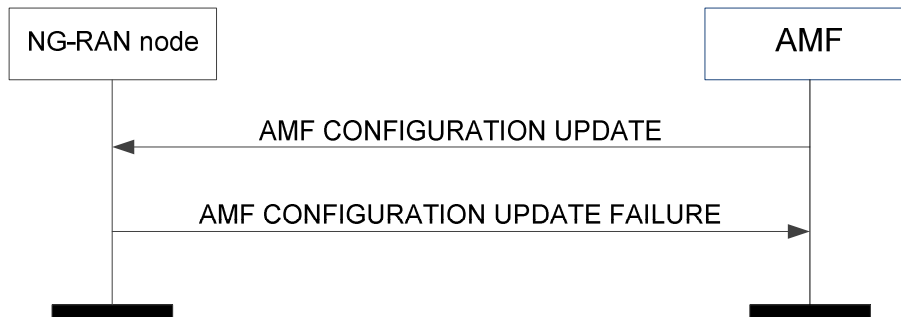 NG-RAN node
AMF
AMF CONFIGURATION UPDATE
AMF CONFIGURATION UPDATE FAILURE